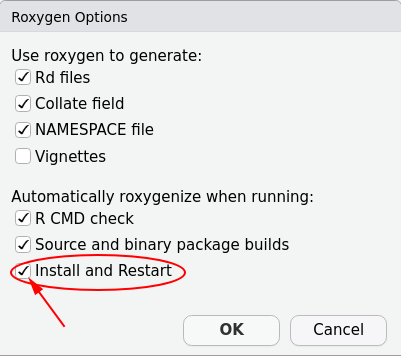 Roxygen Options
Use roxygen to generate:
Rd files
Collate field
NAMESPACE file
Vignettes
Automatically roxygenize when running:
R CMD check
Source and binary package builds
Install and Restart
OK Cancel